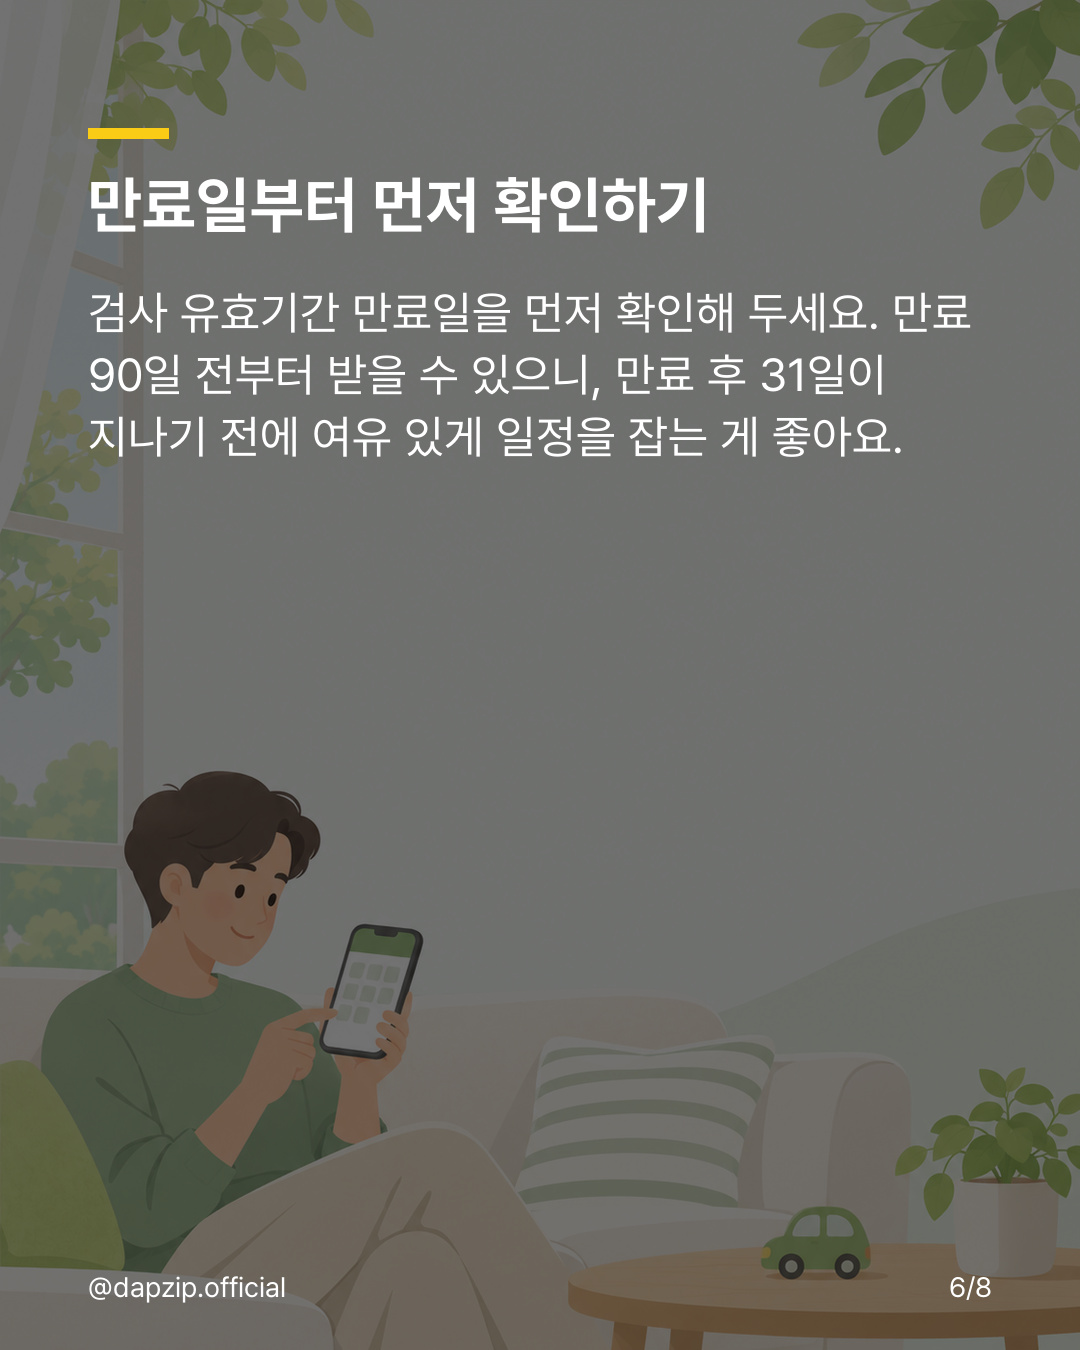 만료일부터 먼저 확인하기
검사 유효기간 만료일을 먼저 확인해 두세요. 만료
90일 전부터 받을 수 있으니, 만료 후 31일이
지나기 전에 여유 있게 일정을 잡는 게 좋아요.
@dapzip.official
6/8